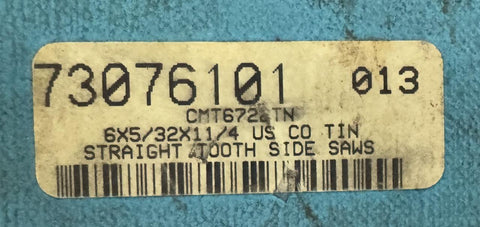 73076101 013
6X5/32X11/4 US CO TIN
STRAIGHT TOOTH SIDE SAWS